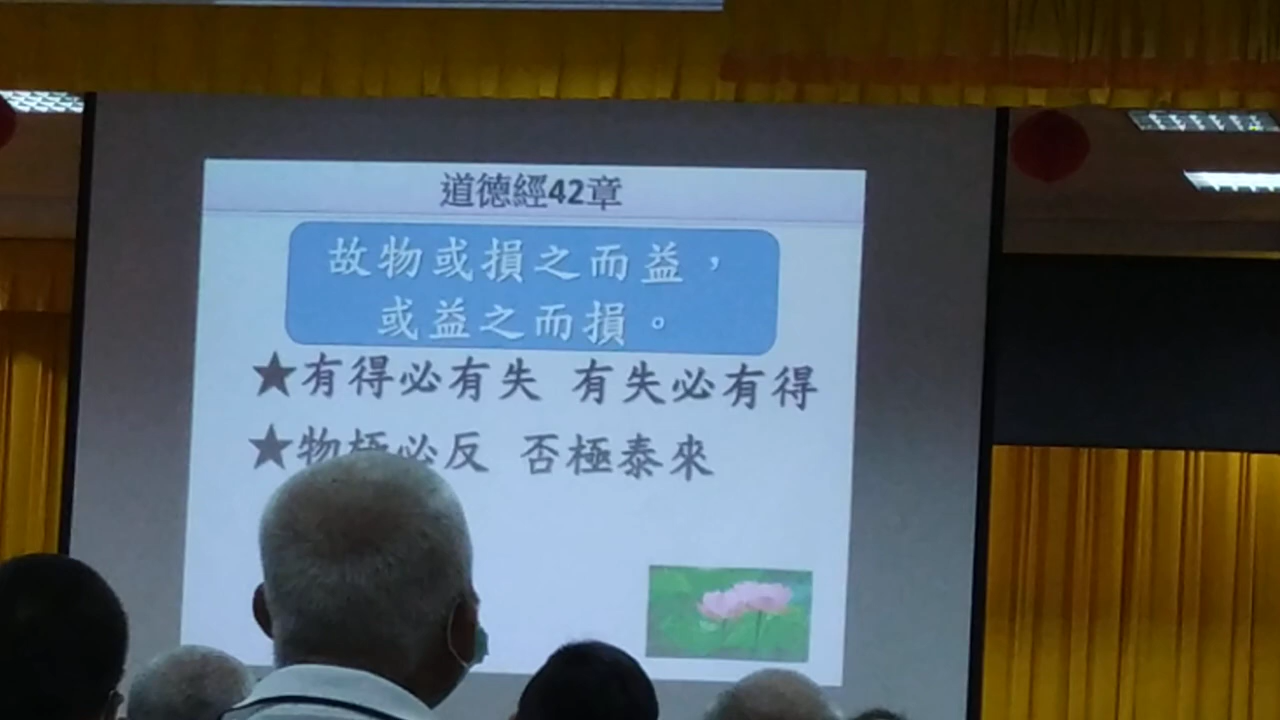 道德經42章
故物或損之而益，
或益之而損。
★有得必有失 有失必有得
★物極必反 否極泰來